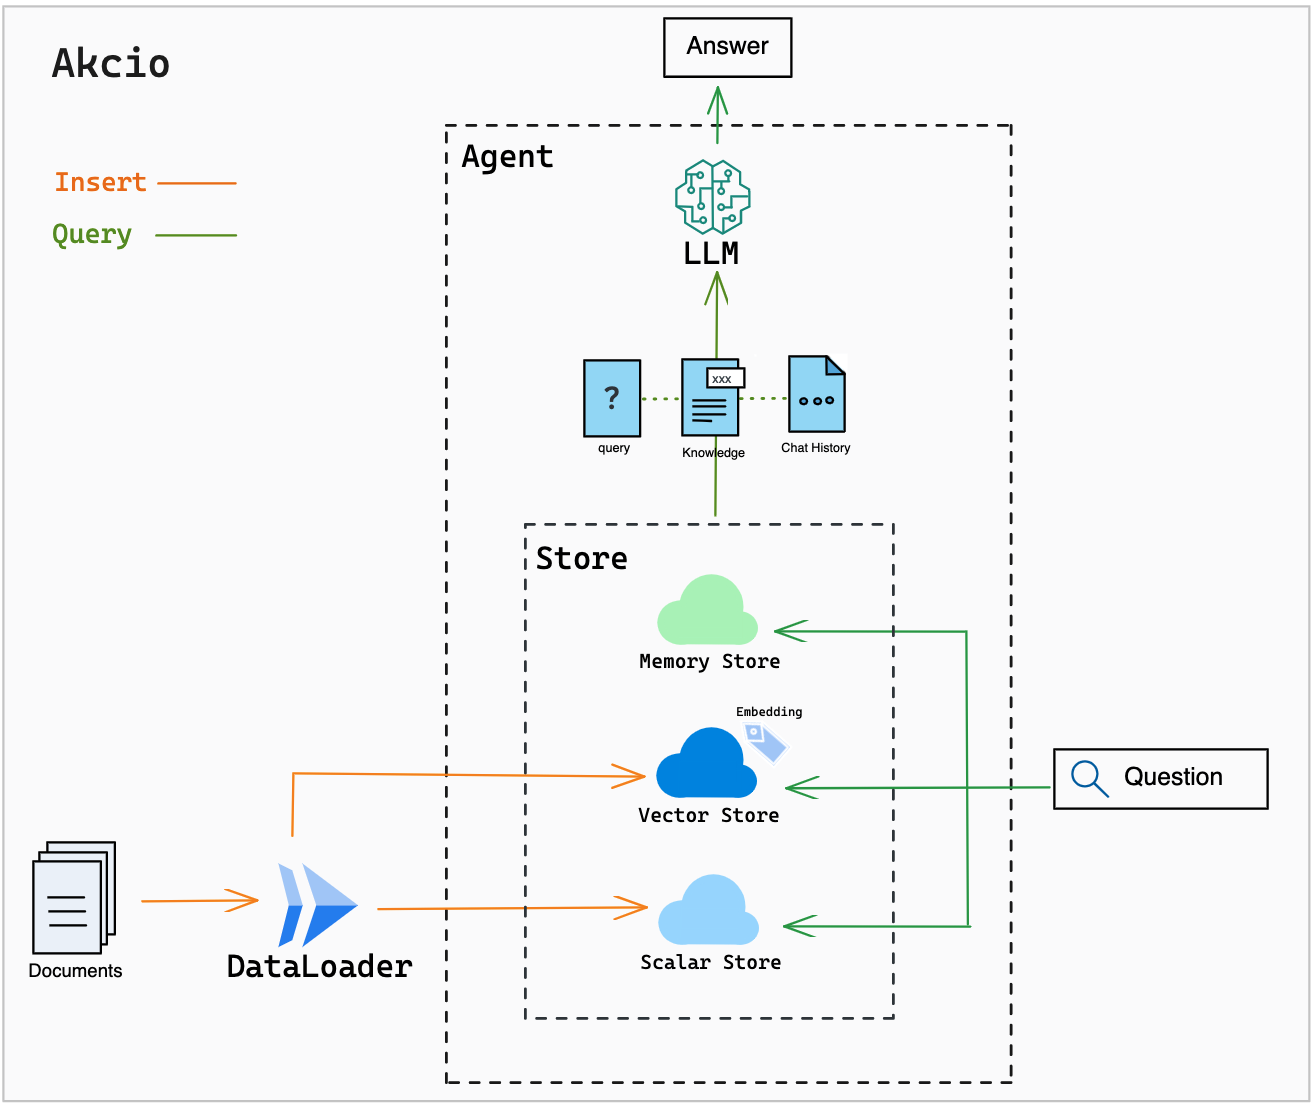 Akcio
Answer
Agent
Insert
Query
LLM
?
xxx
query
Knowledge
Chat History
Store
Memory Store
Embedding
Vector Store
Question
Scalar Store
Documents
DataLoader